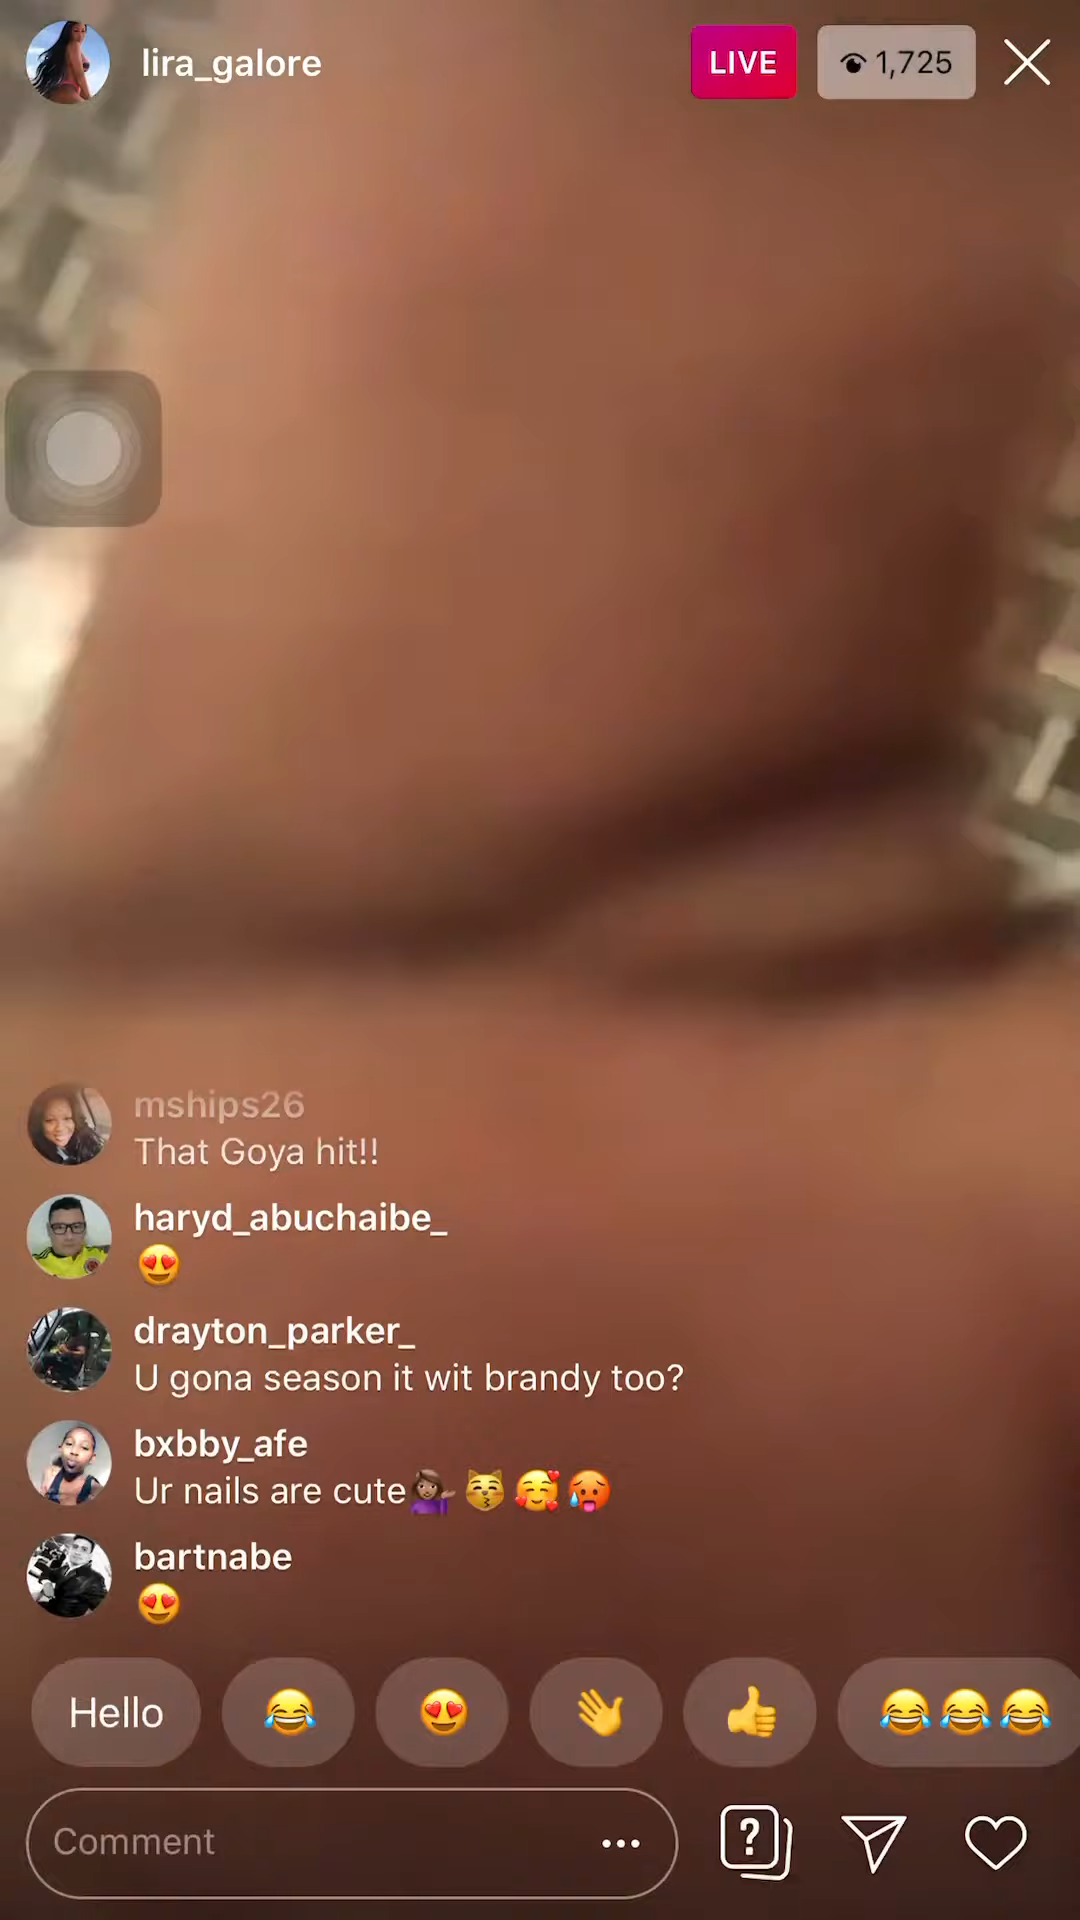 lira_galore
LIVE
1,725
mships26
That Goya hit!!
haryd_abuchaibe_
😍
drayton_parker_
U gona season it wit brandy too?
bxbby_afe
Ur nails are cute💁🏽‍♀️😽🥰🥵
bartnabe
😍
Hello 😂 😍 👋 👍 😂😂😂
Comment ...